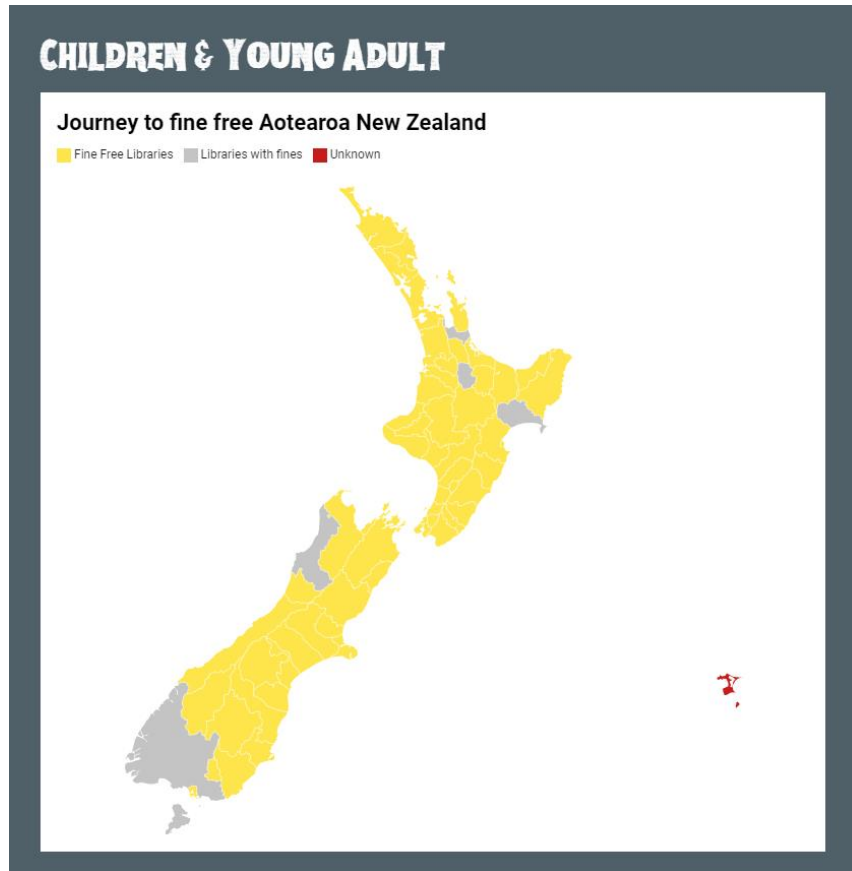 CHILDREN & YOUNG ADULT
Journey to fine free Aotearoa New Zealand
Fine Free Libraries Libraries with fines Unknown